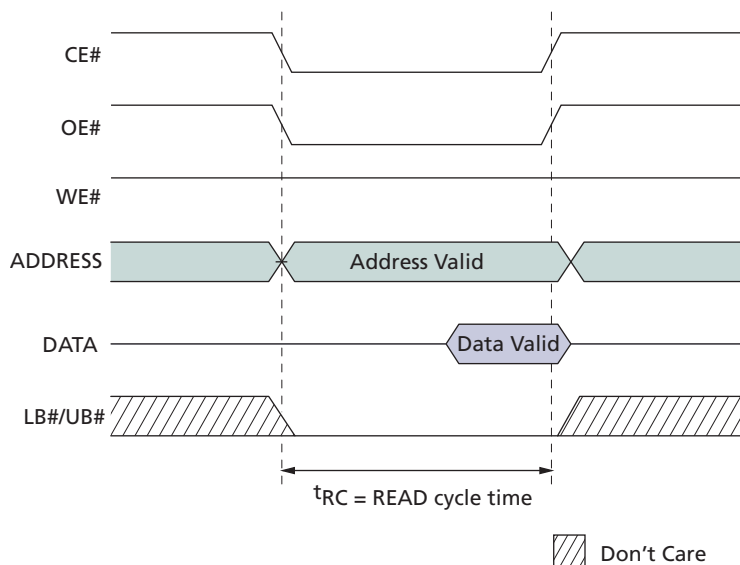 CE#
OE#
WE#
ADDRESS
Address Valid
DATA
Data Valid
LB#/UB#
tRC = READ cycle time
Don't Care